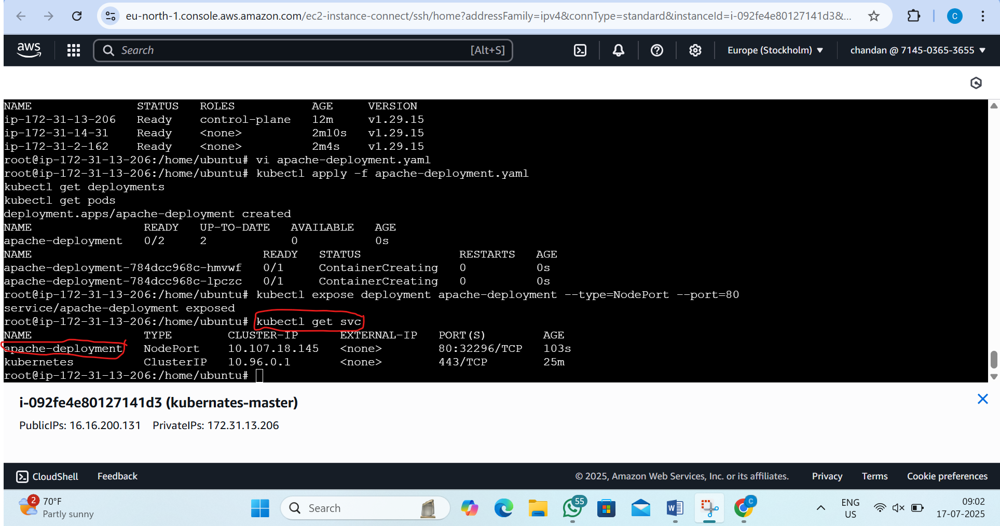 eu-north-1.console.aws.amazon.com/ec2-instance-connect/ssh/home?addressFamily=ipv4&connType=standard&instanceId=i-092fe4e80127141d3&... C
aws Search [Alt+S] Europe (Stockholm) chandan @ 7145-0365-3655
NAME STATUS ROLES AGE VERSION
ip-172-31-13-206 Ready control-plane 12m v1.29.15
ip-172-31-14-31 Ready <none> 2m10s v1.29.15
ip-172-31-2-162 Ready <none> 2m4s v1.29.15
root@ip-172-31-13-206:/home/ubuntu# vi apache-deployment.yaml
root@ip-172-31-13-206:/home/ubuntu# kubectl apply -f apache-deployment.yaml
kubectl get deployments
kubectl get pods
deployment.apps/apache-deployment created
NAME READY UP-TO-DATE AVAILABLE AGE
apache-deployment 0/2 2 0 0s
NAME READY STATUS RESTARTS AGE
apache-deployment-784dcc968c-hmvwf 0/1 ContainerCreating 0 0s
apache-deployment-784dcc968c-lpczc 0/1 ContainerCreating 0 0s
root@ip-172-31-13-206:/home/ubuntu# kubectl expose deployment apache-deployment --type=NodePort --port=80
service/apache-deployment exposed
root@ip-172-31-13-206:/home/ubuntu# kubectl get svc
NAME TYPE CLUSTER-IP EXTERNAL-IP PORT(S) AGE
apache-deployment NodePort 10.107.18.145 <none> 80:32296/TCP 103s
kubernetes ClusterIP 10.96.0.1 <none> 443/TCP 25m
root@ip-172-31-13-206:/home/ubuntu#
i-092fe4e80127141d3 (kubernates-master)
PublicIPs: 16.16.200.131 PrivateIPs: 172.31.13.206
CloudShell Feedback © 2025, Amazon Web Services, Inc. or its affiliates. Privacy Terms Cookie preferences
2 70°F
Partly sunny
Search
55
W
C
ENG
US
09:02
17-07-2025